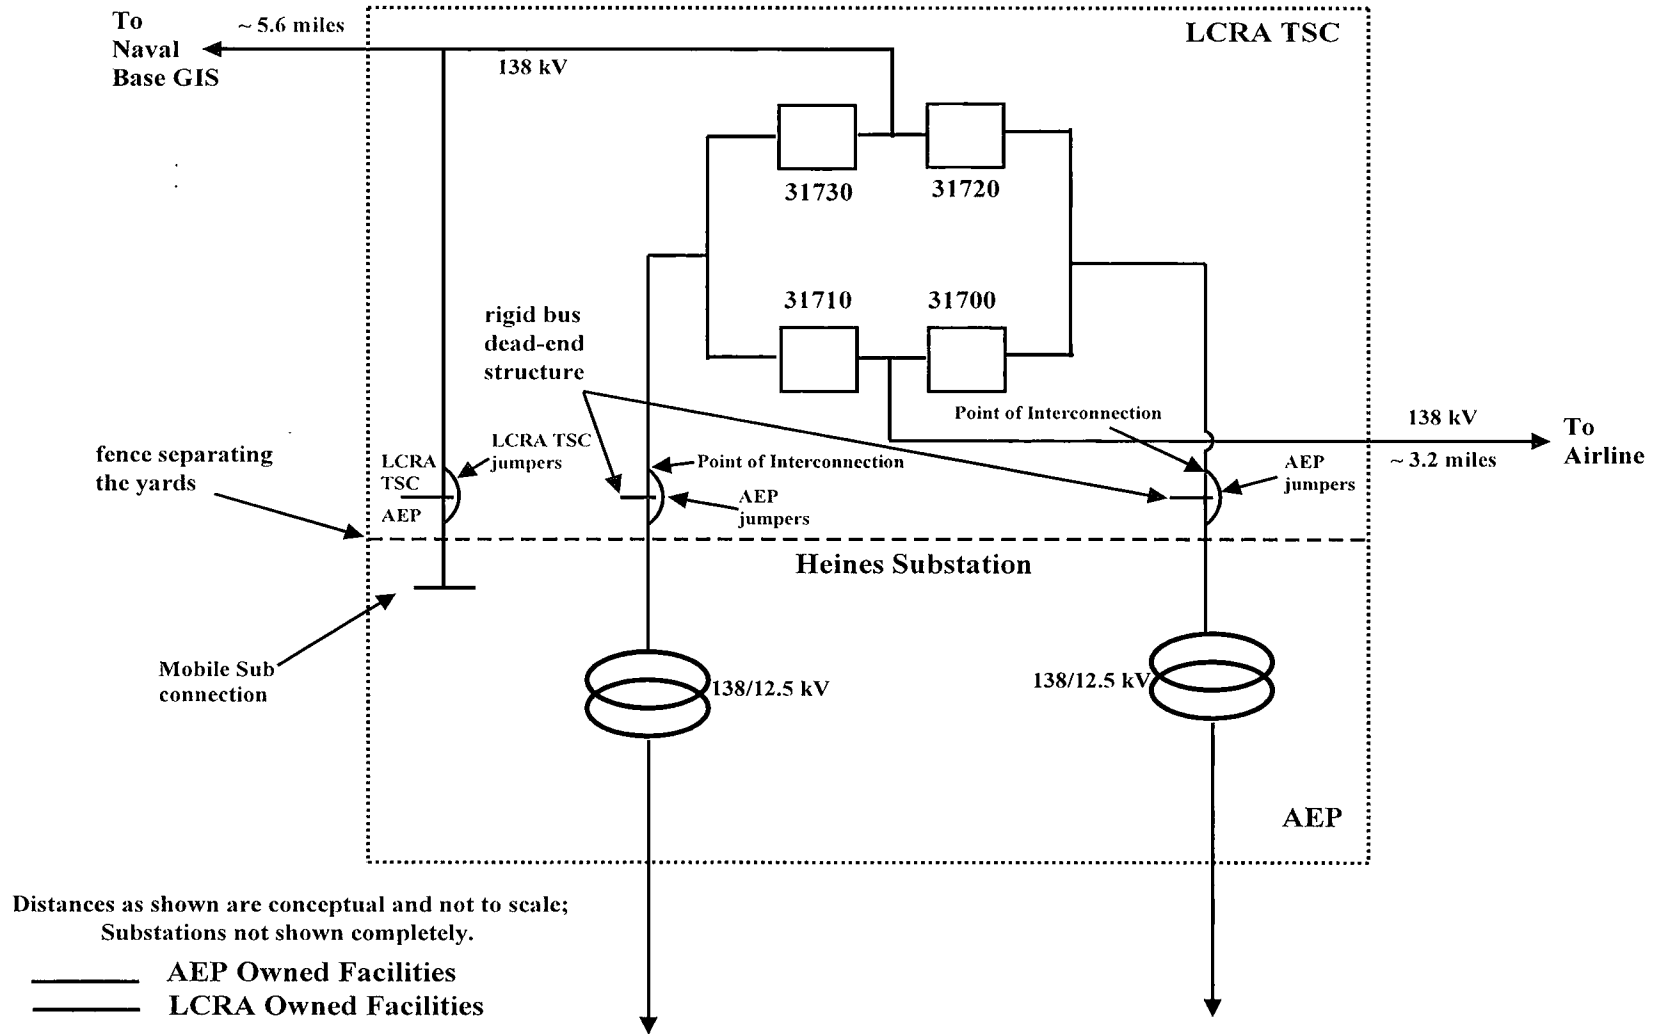 To
Naval
Base GIS
~ 5.6 miles
138 kV
LCRA TSC
31730
31720
31710
31700
rigid bus
dead-end
structure
Point of Interconnection
138 kV
~ 3.2 miles
To
Airline
fence separating
the yards
LCRA
TSC
AEP
LCRA TSC
jumpers
Point of Interconnection
AEP
jumpers
AEP
jumpers
Heines Substation
Mobile Sub
connection
138/12.5 kV
138/12.5 kV
AEP
Distances as shown are conceptual and not to scale;
Substations not shown completely.
AEP Owned Facilities
LCRA Owned Facilities